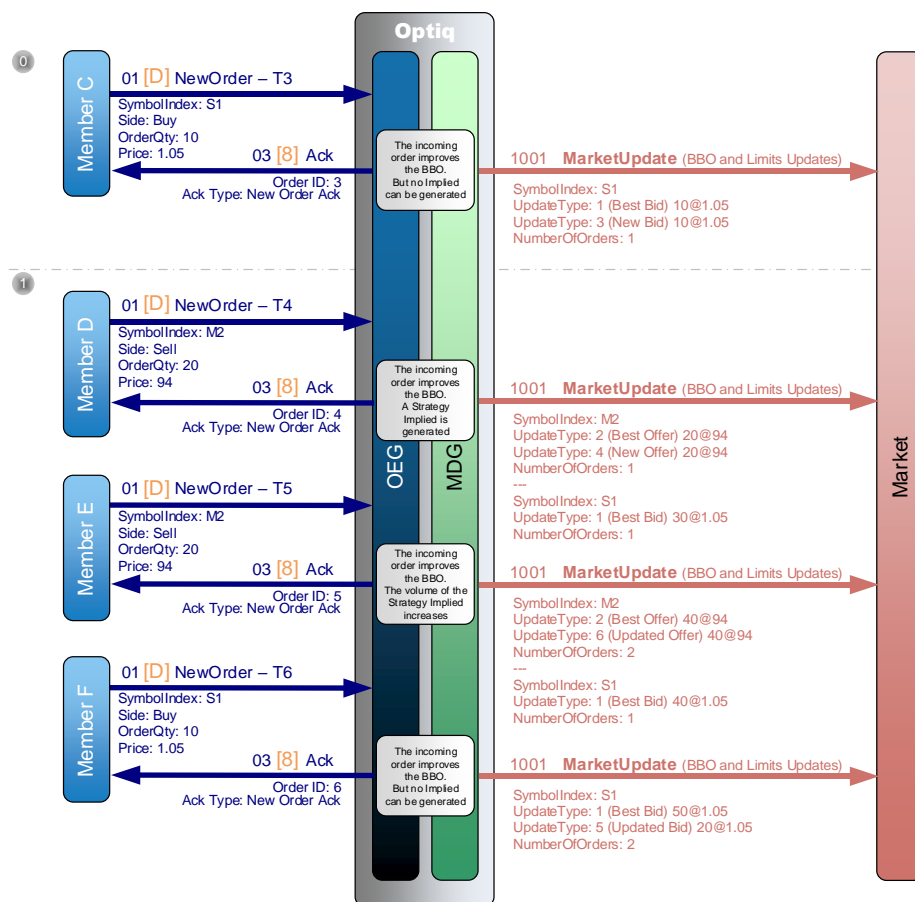 Optiq
OEG
MDG
Market
0
Member C
01 [D] NewOrder – T3
SymbolIndex: S1
Side: Buy
OrderQty: 10
Price: 1.05
03 [8] Ack
Order ID: 3
Ack Type: New Order Ack
The incoming
order improves
the BBO.
But no Implied
can be generated
1001 MarketUpdate (BBO and Limits Updates)
SymbolIndex: S1
UpdateType: 1 (Best Bid) 10@1.05
UpdateType: 3 (New Bid) 10@1.05
NumberOfOrders: 1
1
Member D
01 [D] NewOrder – T4
SymbolIndex: M2
Side: Sell
OrderQty: 20
Price: 94
03 [8] Ack
Order ID: 4
Ack Type: New Order Ack
The incoming
order improves
the BBO.
A Strategy
Implied is
generated
1001 MarketUpdate (BBO and Limits Updates)
SymbolIndex: M2
UpdateType: 2 (Best Offer) 20@94
UpdateType: 4 (New Offer) 20@94
NumberOfOrders: 1
---
SymbolIndex: S1
UpdateType: 1 (Best Bid) 30@1.05
NumberOfOrders: 1
Member E
01 [D] NewOrder – T5
SymbolIndex: M2
Side: Sell
OrderQty: 20
Price: 94
03 [8] Ack
Order ID: 5
Ack Type: New Order Ack
The incoming
order improves
the BBO.
The volume of the
Strategy Implied
increases
1001 MarketUpdate (BBO and Limits Updates)
SymbolIndex: M2
UpdateType: 2 (Best Offer) 40@94
UpdateType: 6 (Updated Offer) 40@94
NumberOfOrders: 2
---
SymbolIndex: S1
UpdateType: 1 (Best Bid) 40@1.05
NumberOfOrders: 1
Member F
01 [D] NewOrder – T6
SymbolIndex: S1
Side: Buy
OrderQty: 10
Price: 1.05
03 [8] Ack
Order ID: 6
Ack Type: New Order Ack
The incoming
order improves
the BBO.
But no Implied
can be generated
1001 MarketUpdate (BBO and Limits Updates)
SymbolIndex: S1
UpdateType: 1 (Best Bid) 50@1.05
UpdateType: 5 (Updated Bid) 20@1.05
NumberOfOrders: 2